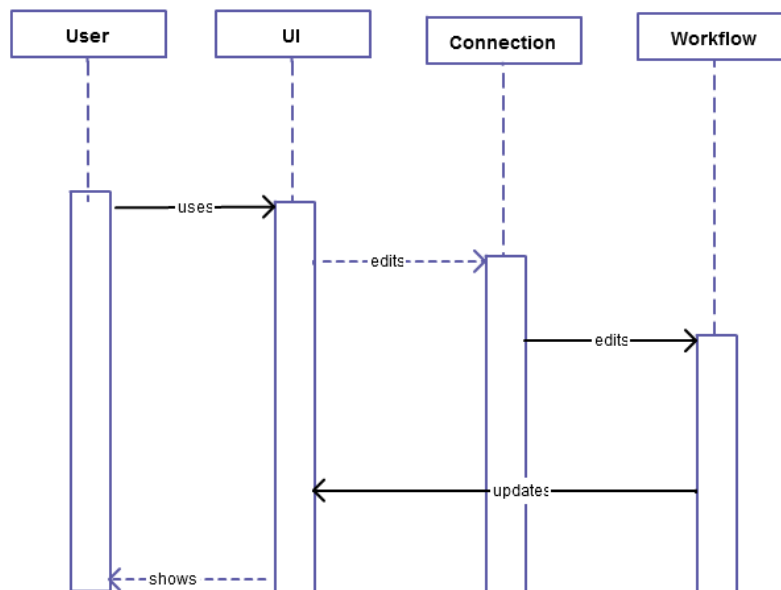 User
UI
Connection
Workflow
uses
edits
edits
updates
shows